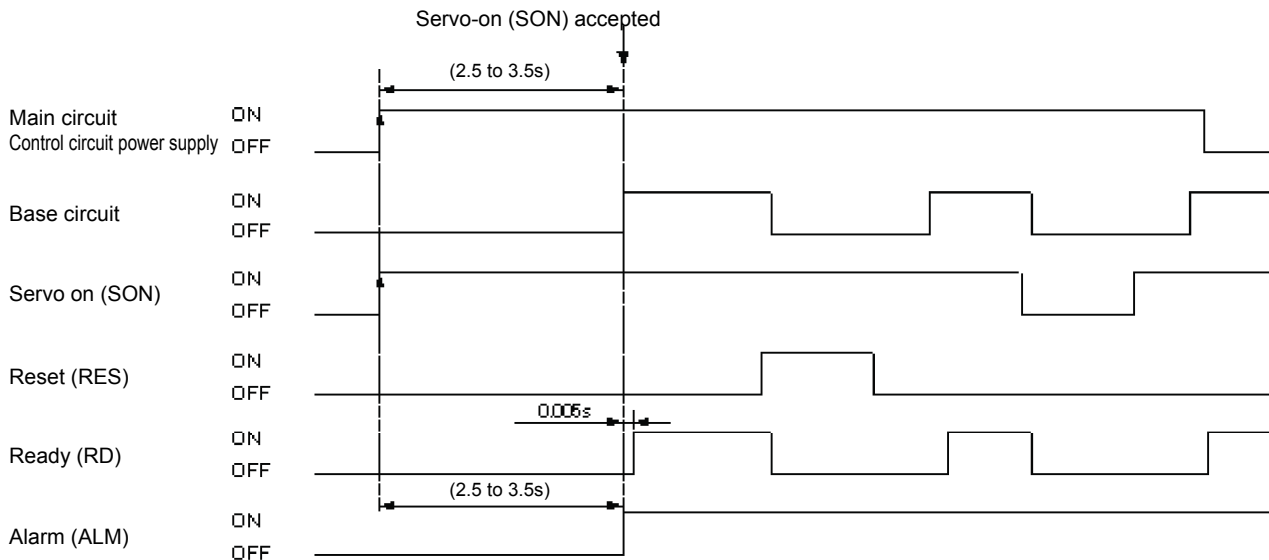 Servo-on (SON) accepted
(2.5 to 3.5s)
Main circuit
Control circuit power supply
ON
OFF
Base circuit
ON
OFF
Servo on (SON)
ON
OFF
Reset (RES)
ON
OFF
0.005s
Ready (RD)
ON
OFF
(2.5 to 3.5s)
Alarm (ALM)
ON
OFF